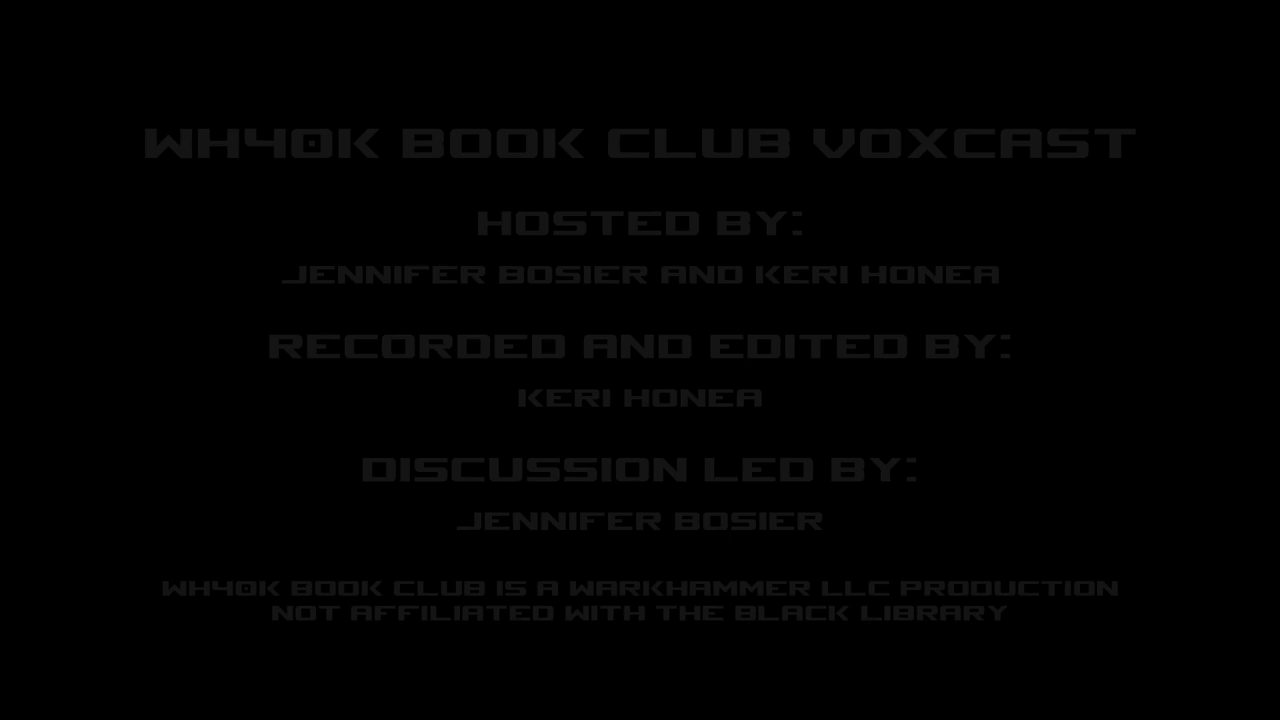 WH40K BOOK CLUB VOXCAST
HOSTED BY:
JENNIFER BOSIER AND KERI HONEA
RECORDED AND EDITED BY:
KERI HONEA
DISCUSSION LED BY:
JENNIFER BOSIER
WH40K BOOK CLUB IS A WARKHAMMER LLC PRODUCTION
NOT AFFILIATED WITH THE BLACK LIBRARY